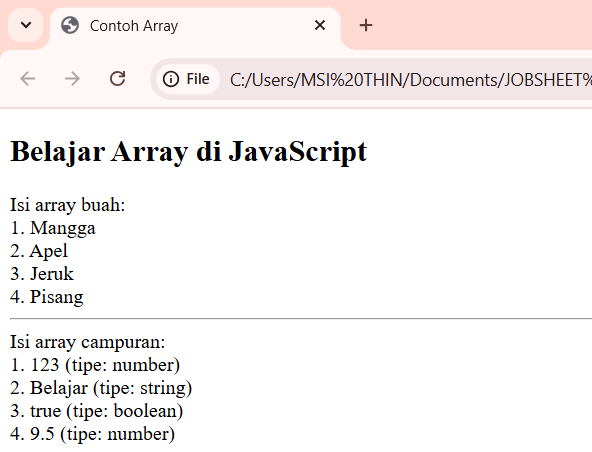 Contoh Array
File C:/Users/MSI%20THIN/Documents/JOBSHEET%
Belajar Array di JavaScript
Isi array buah:
1. Mangga
2. Apel
3. Jeruk
4. Pisang
Isi array campuran:
1. 123 (tipe: number)
2. Belajar (tipe: string)
3. true (tipe: boolean)
4. 9.5 (tipe: number)